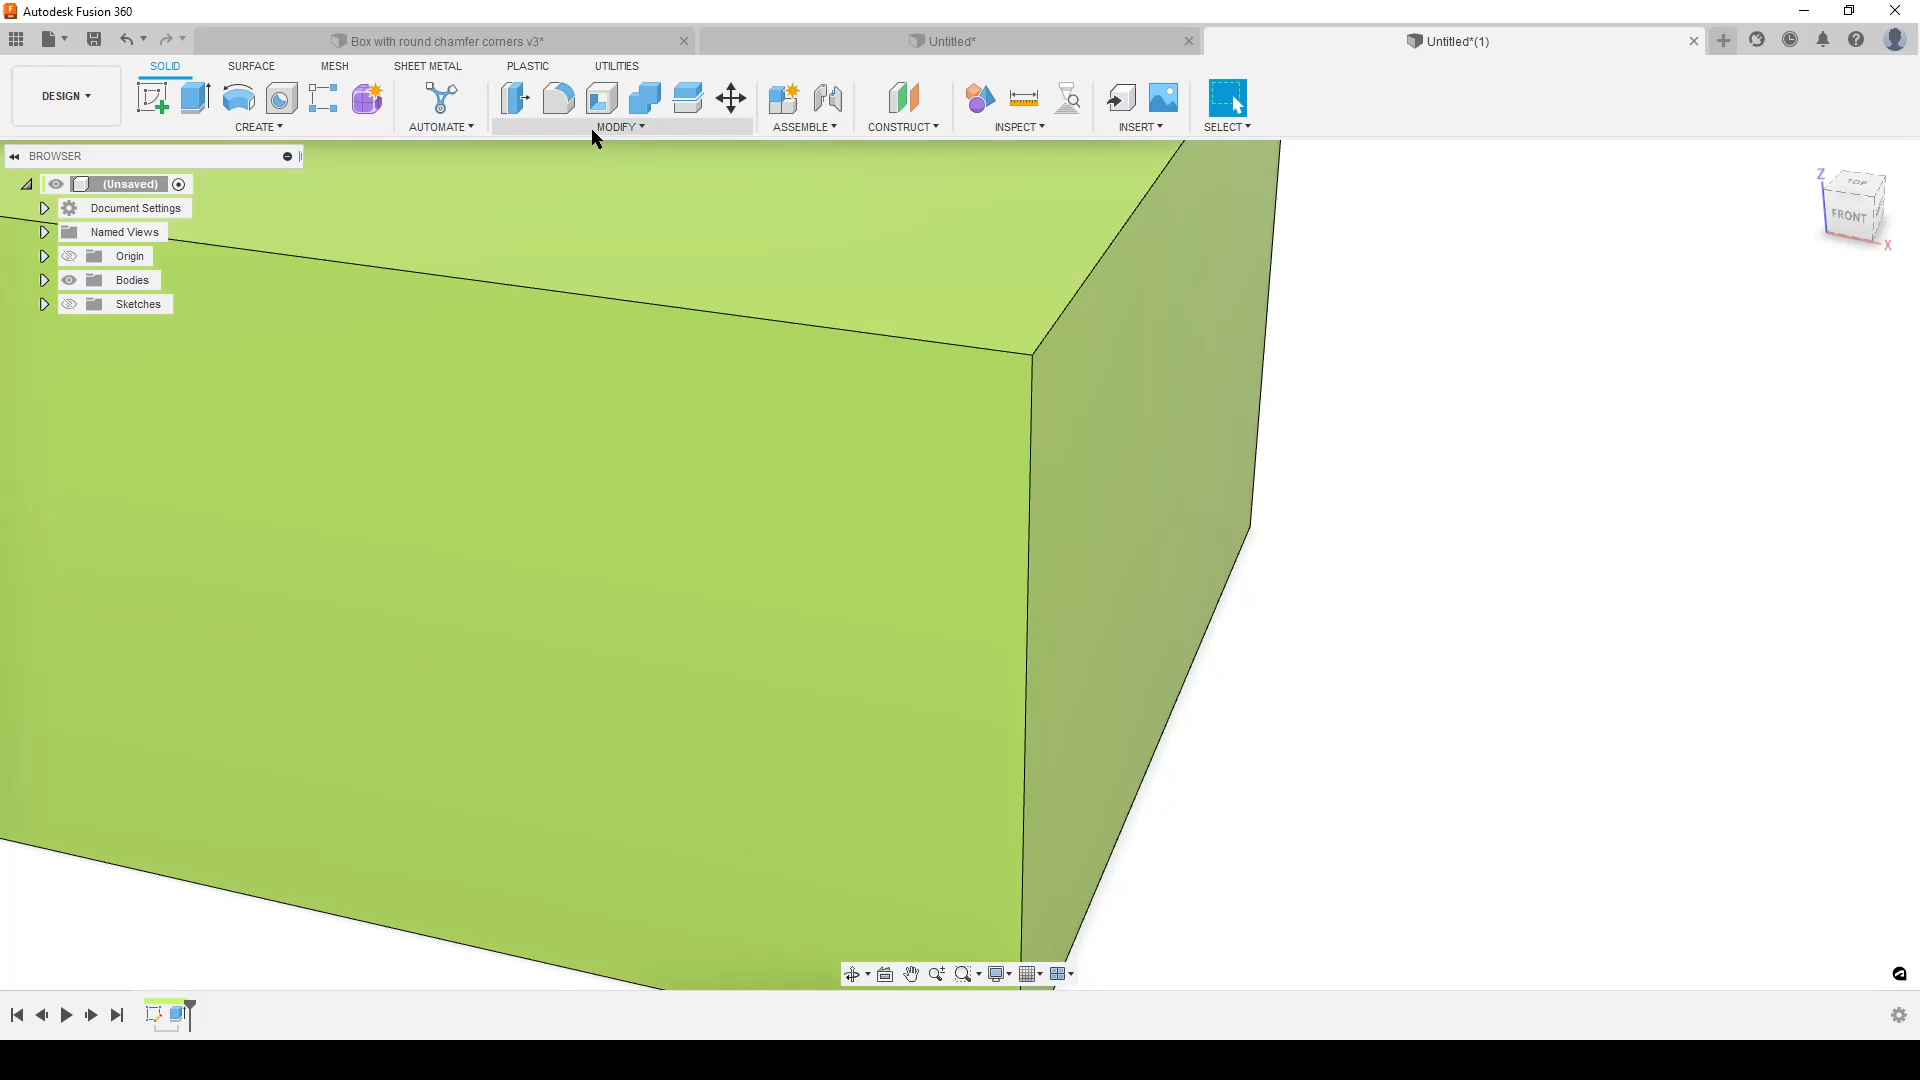 Autodesk Fusion 360
Box with round chamfer corners v3*
Untitled*
Untitled*(1)
SOLID SURFACE MESH SHEET METAL PLASTIC UTILITIES
DESIGN
CREATE AUTOMATE MODIFY ASSEMBLE CONSTRUCT INSPECT INSERT SELECT
BROWSER
(Unsaved)
Document Settings
Named Views
Origin
Bodies
Sketches
Z
TOP
FRONT
X